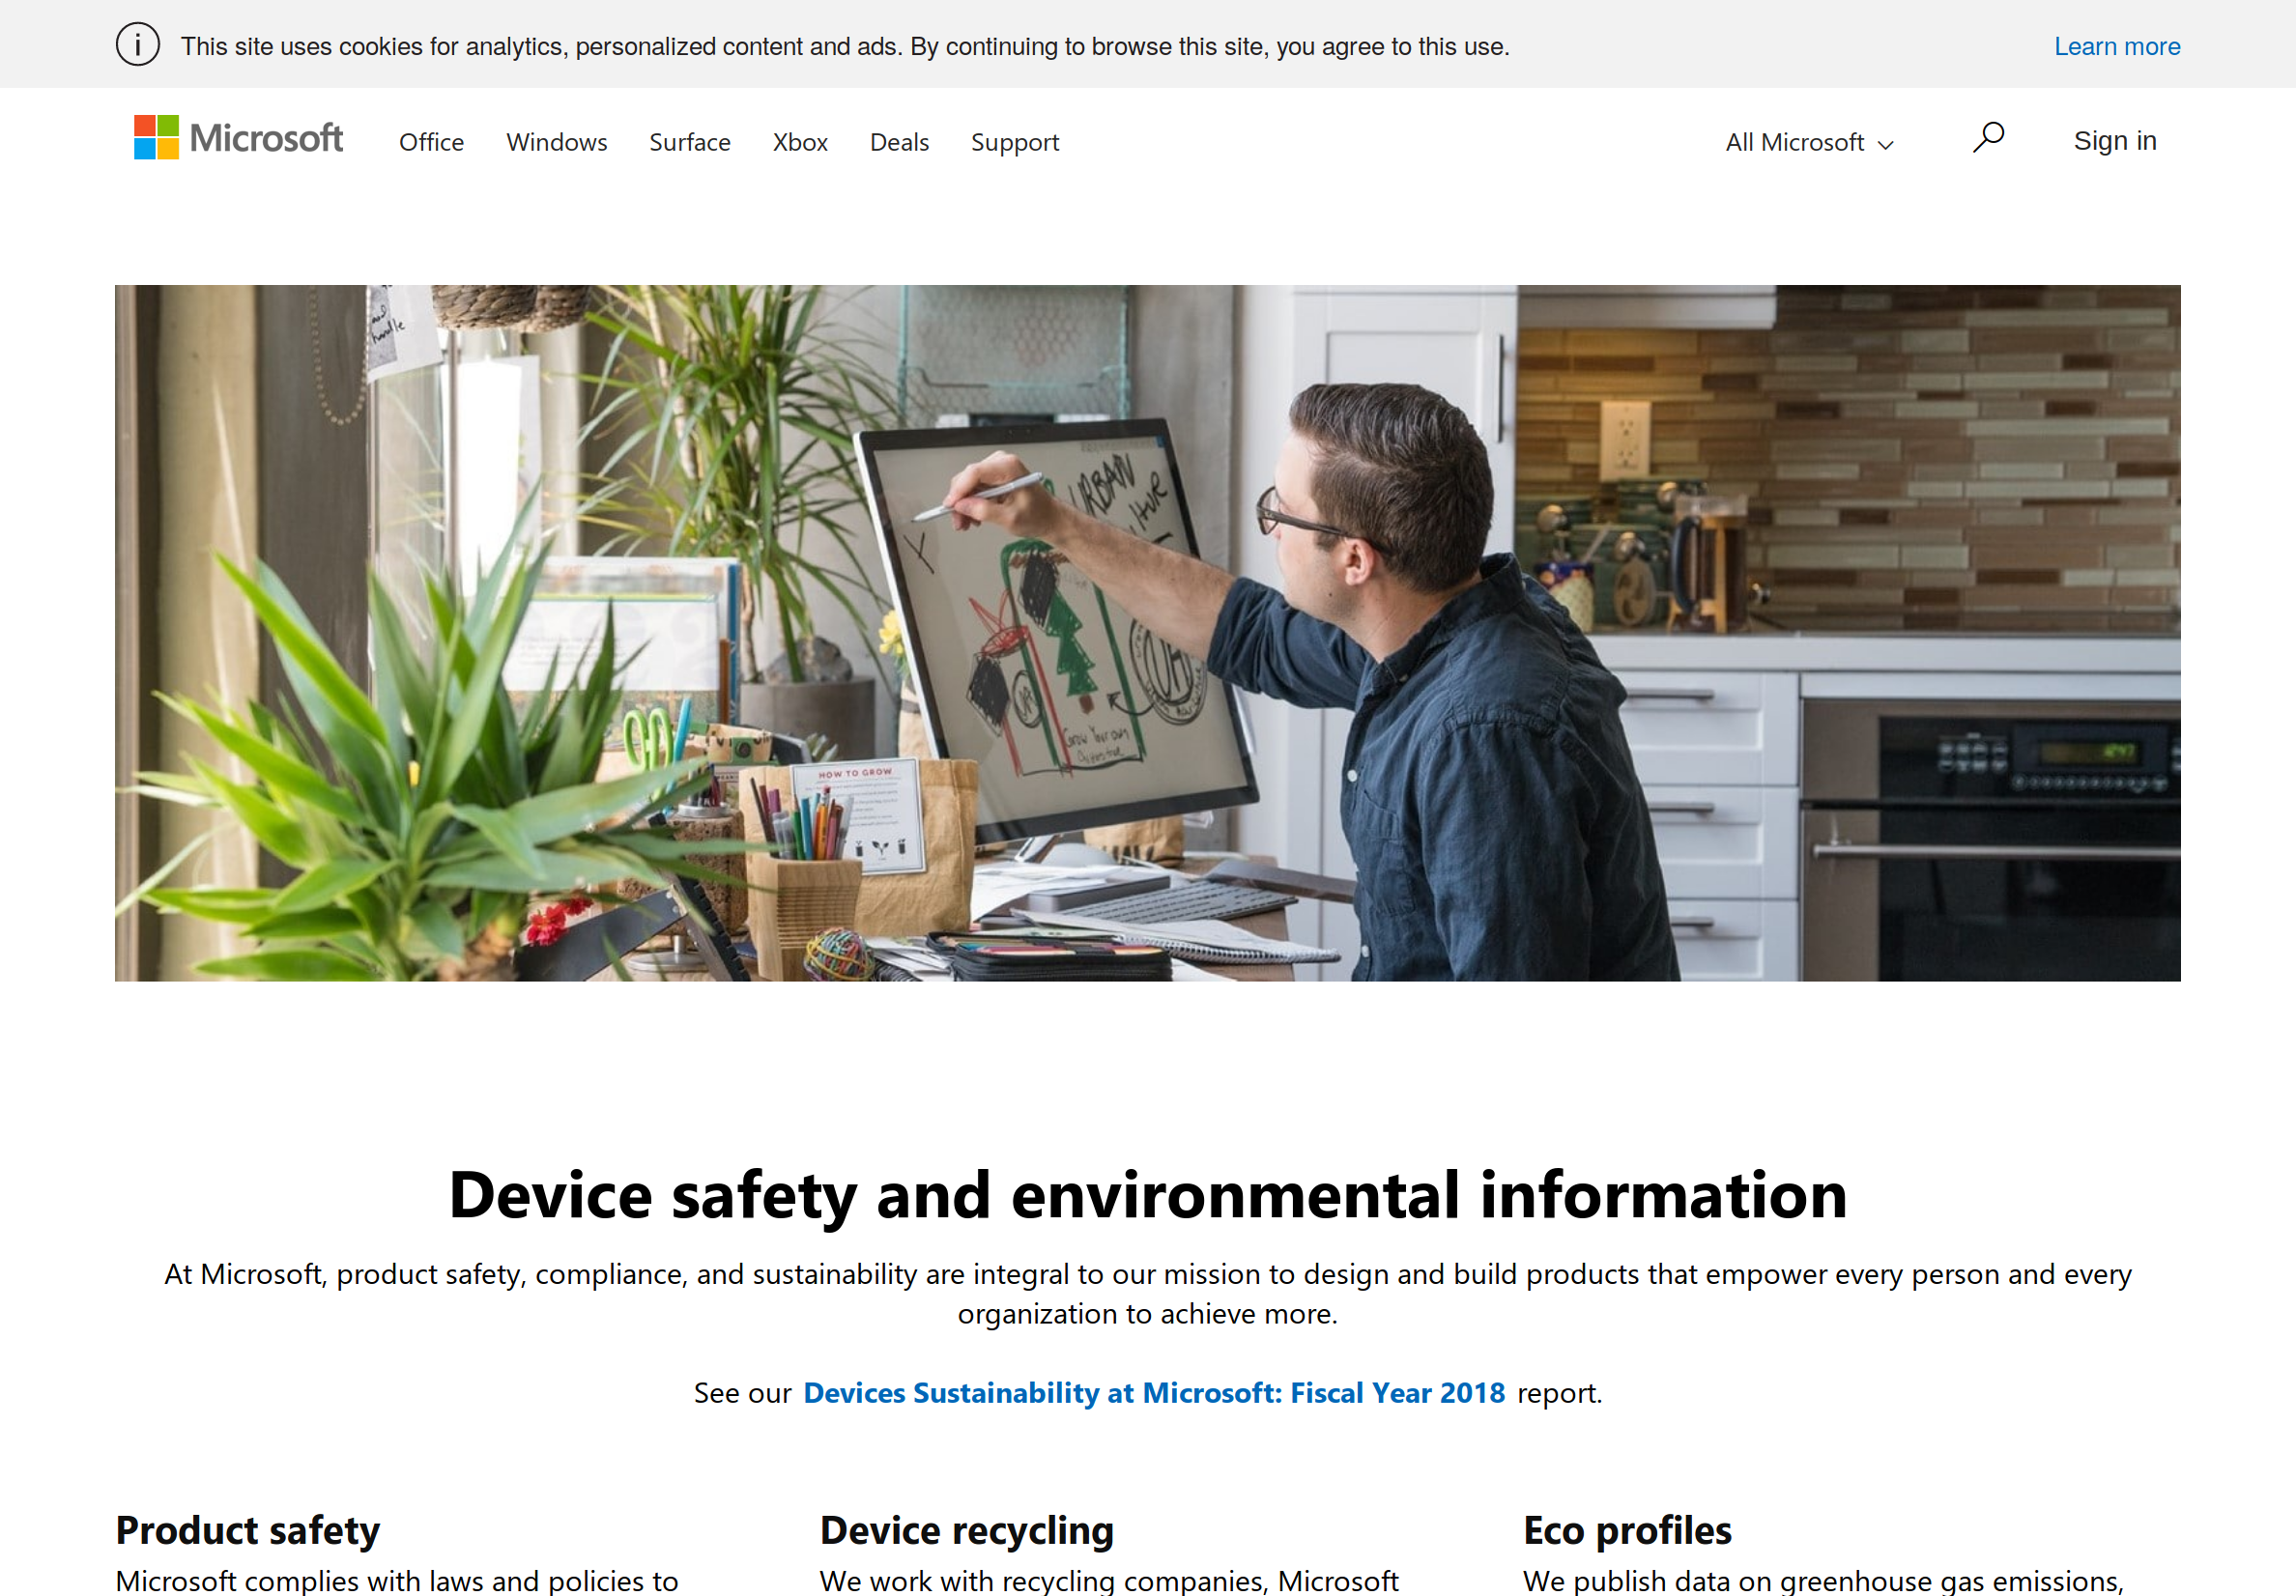 This site uses cookies for analytics, personalized content and ads. By continuing to browse this site, you agree to this use.
Learn more
Microsoft
Office
Windows
Surface
Xbox
Deals
Support
All Microsoft
Sign in
and
handle
URBAN
HOW TO GROW
Grow Your own
Device safety and environmental information
At Microsoft, product safety, compliance, and sustainability are integral to our mission to design and build products that empower every person and every
organization to achieve more.
See our Devices Sustainability at Microsoft: Fiscal Year 2018 report.
Product safety
Microsoft complies with laws and policies to
Device recycling
We work with recycling companies, Microsoft
Eco profiles
We publish data on greenhouse gas emissions,